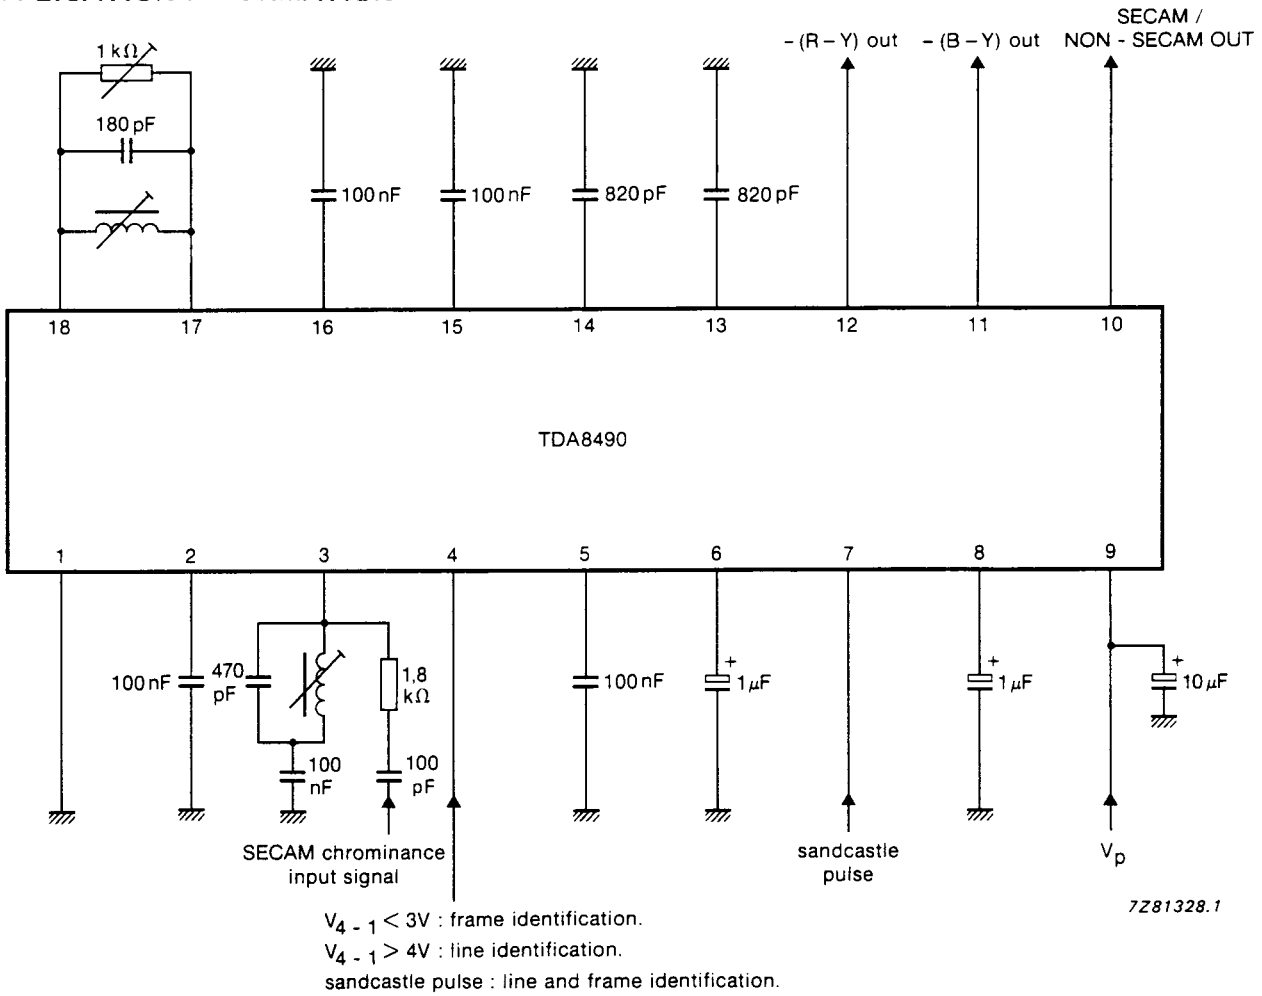 SECAM /
– (R – Y) out – (B – Y) out NON - SECAM OUT
1 kΩ
180 pF
100 nF 100 nF 820 pF 820 pF
18 17 16 15 14 13 12 11 10
TDA8490
1 2 3 4 5 6 7 8 9
100 nF
470
pF
1,8
kΩ
100 nF
+
1 µF
+
1 µF
+
10 µF
100
nF
100
pF
SECAM chrominance
input signal
sandcastle
pulse
Vp
7Z81328.1
V4 - 1 < 3V : frame identification.
V4 - 1 > 4V : line identification.
sandcastle pulse : line and frame identification.